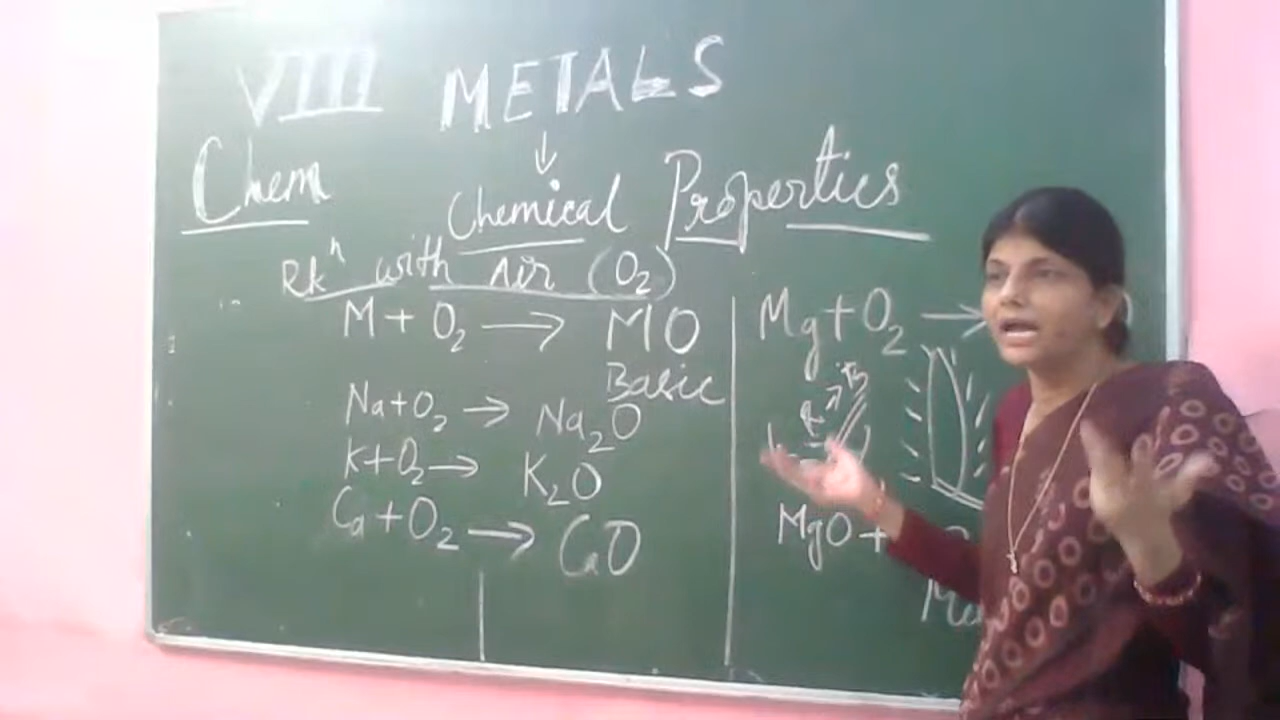 VIII METALS
Chem
↓
Chemical Properties
Rkⁿ with Air (O₂)
M + O₂ → MO
Basic
Na + O₂ → Na₂O
K + O₂ → K₂O
Ca + O₂ → CaO
Mg + O₂ →
MgO +